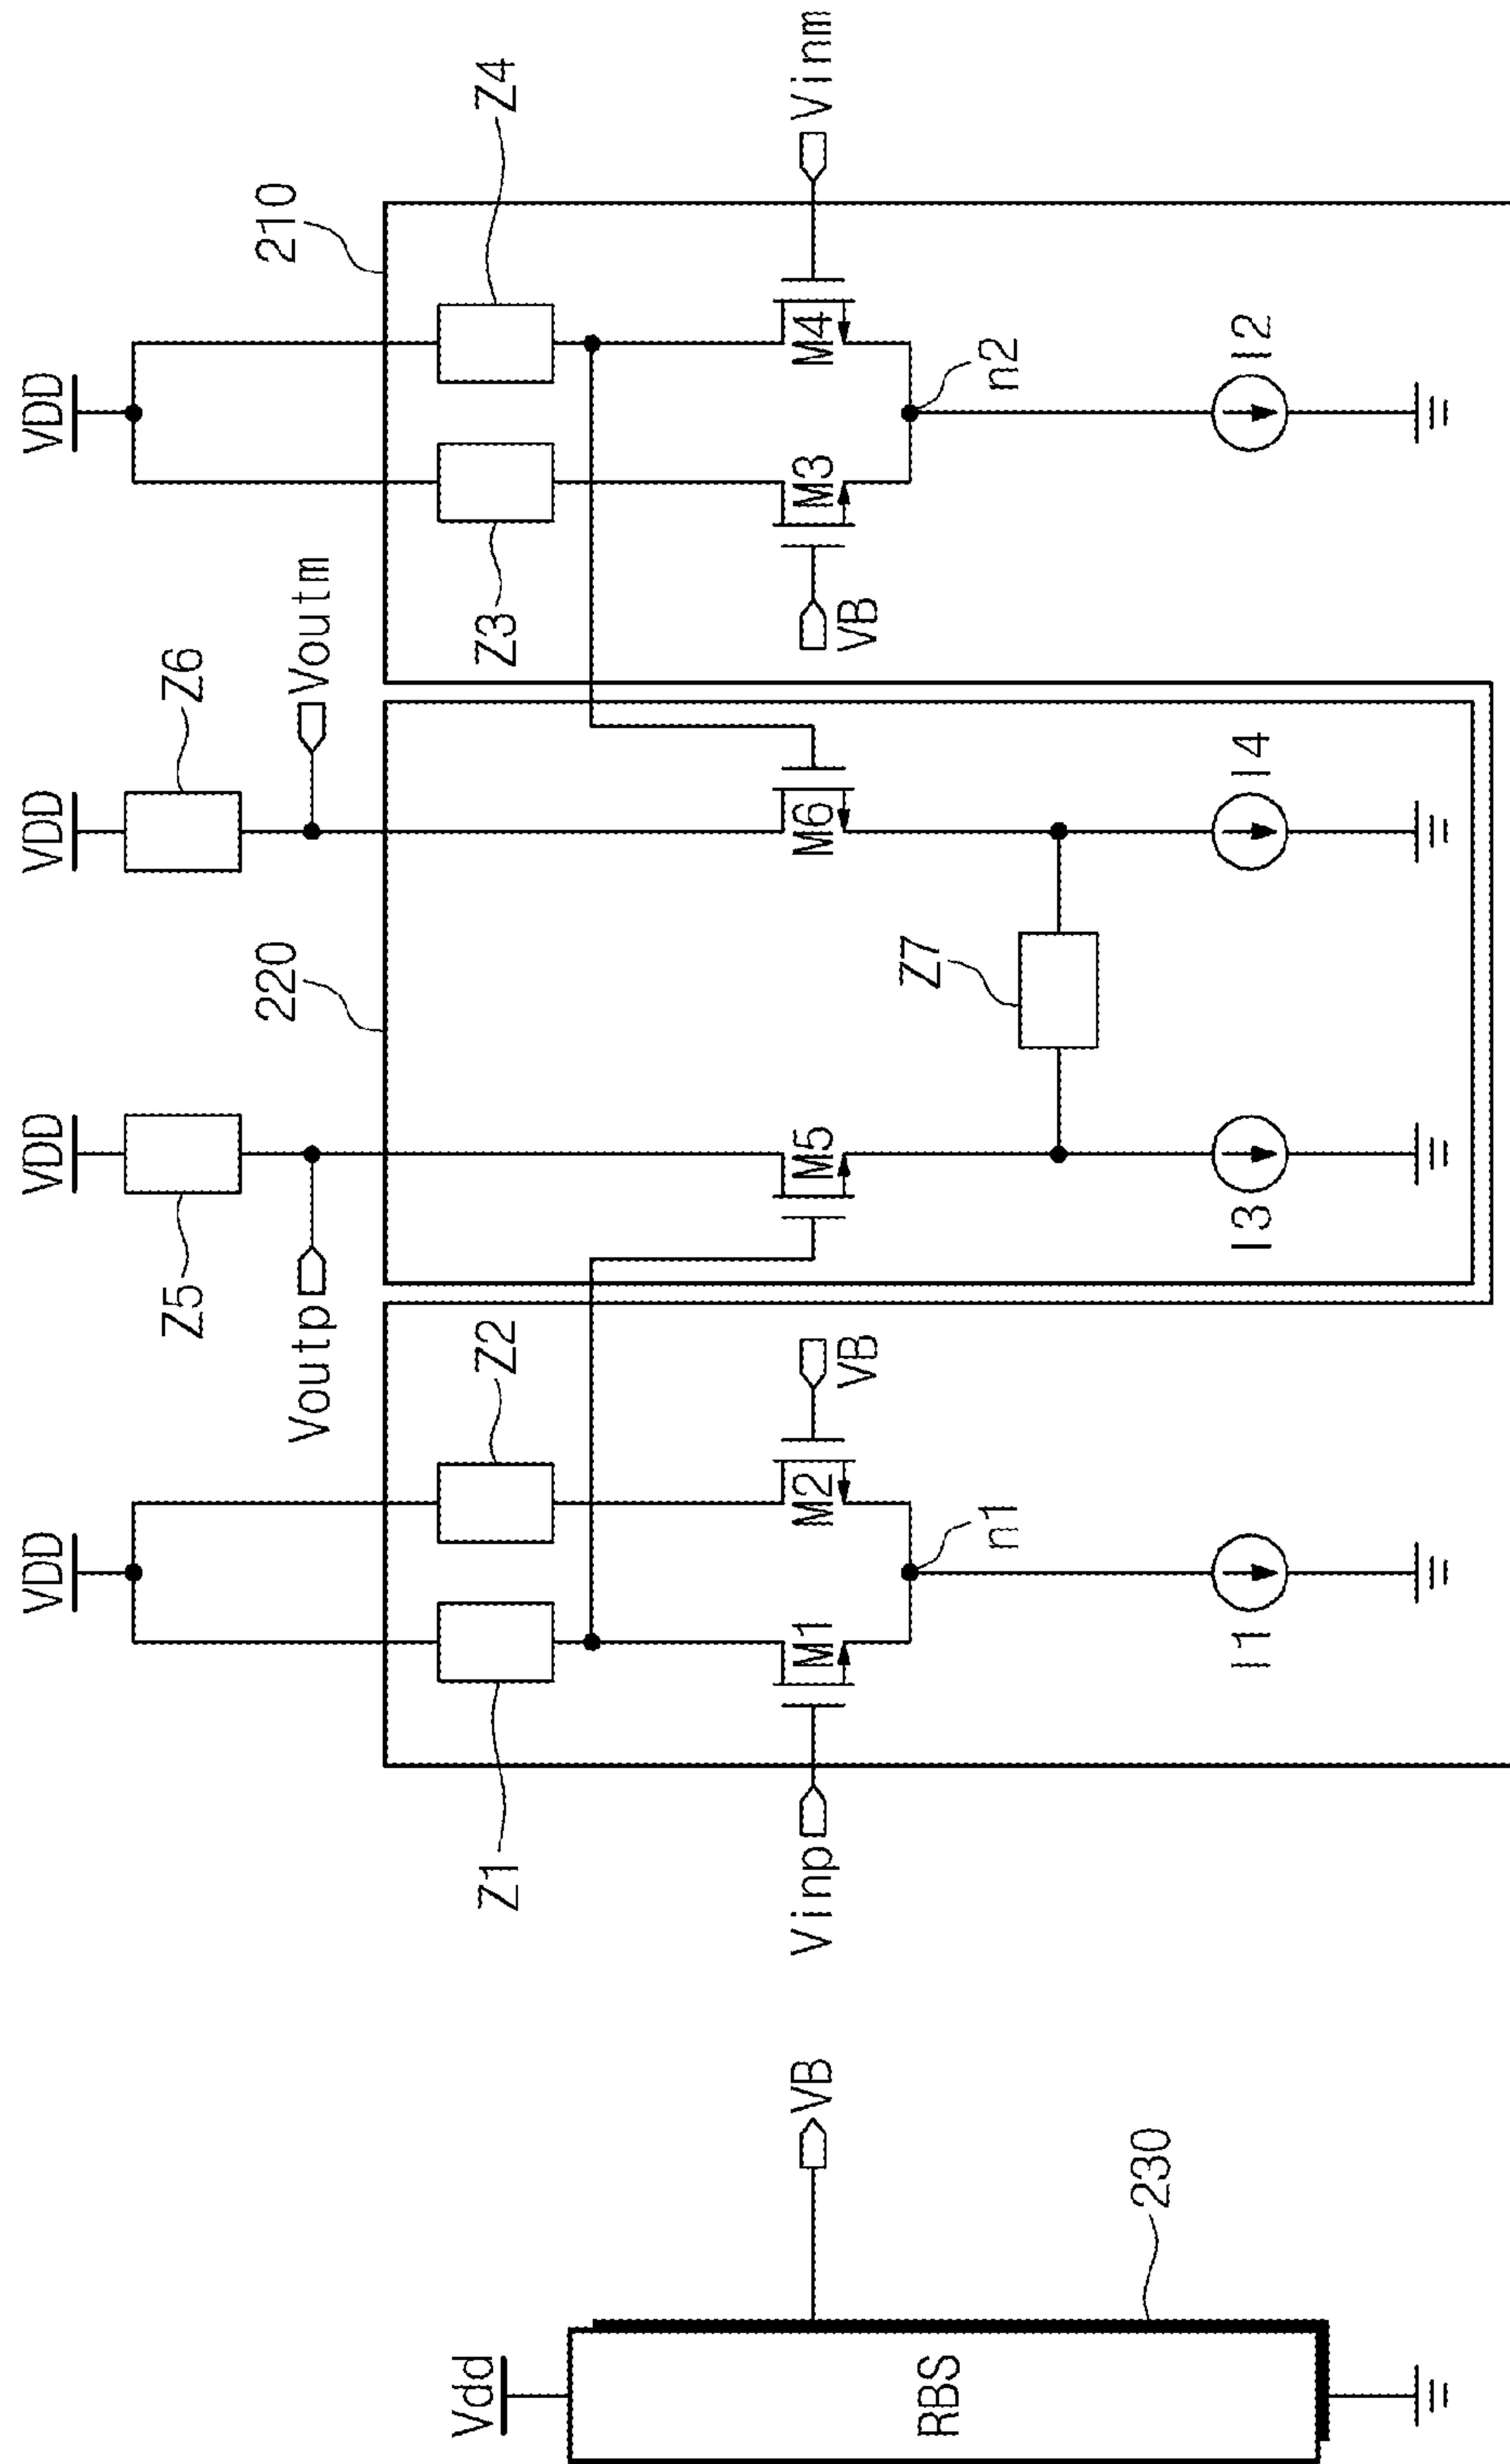 VDD
VDD
VDD
VDD
Z5
Z6
Voutp
Voutm
220
210
Z1
Z2
Z3
Z4
Vdd
RBS
230
VB
Vinp
M1
M2
VB
M5
M6
VB
M3
M4
Vinm
n1
n2
Z7
I1
I3
I4
I2